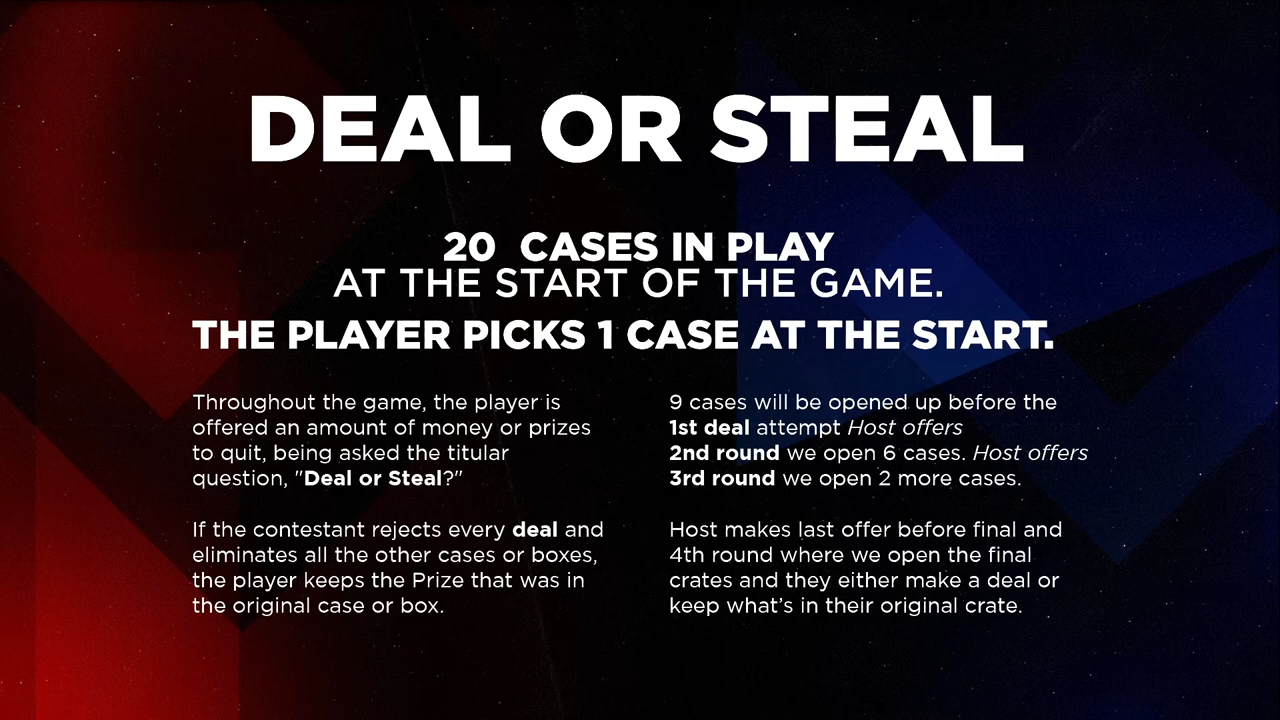 DEAL OR STEAL
20  CASES IN PLAY
AT THE START OF THE GAME.
THE PLAYER PICKS 1 CASE AT THE START.
Throughout the game, the player is
offered an amount of money or prizes
to quit, being asked the titular
question, "Deal or Steal?"
If the contestant rejects every deal and
eliminates all the other cases or boxes,
the player keeps the Prize that was in
the original case or box.
9 cases will be opened up before the
1st deal attempt Host offers
2nd round we open 6 cases. Host offers
3rd round we open 2 more cases.
Host makes last offer before final and
4th round where we open the final
crates and they either make a deal or
keep what’s in their original crate.